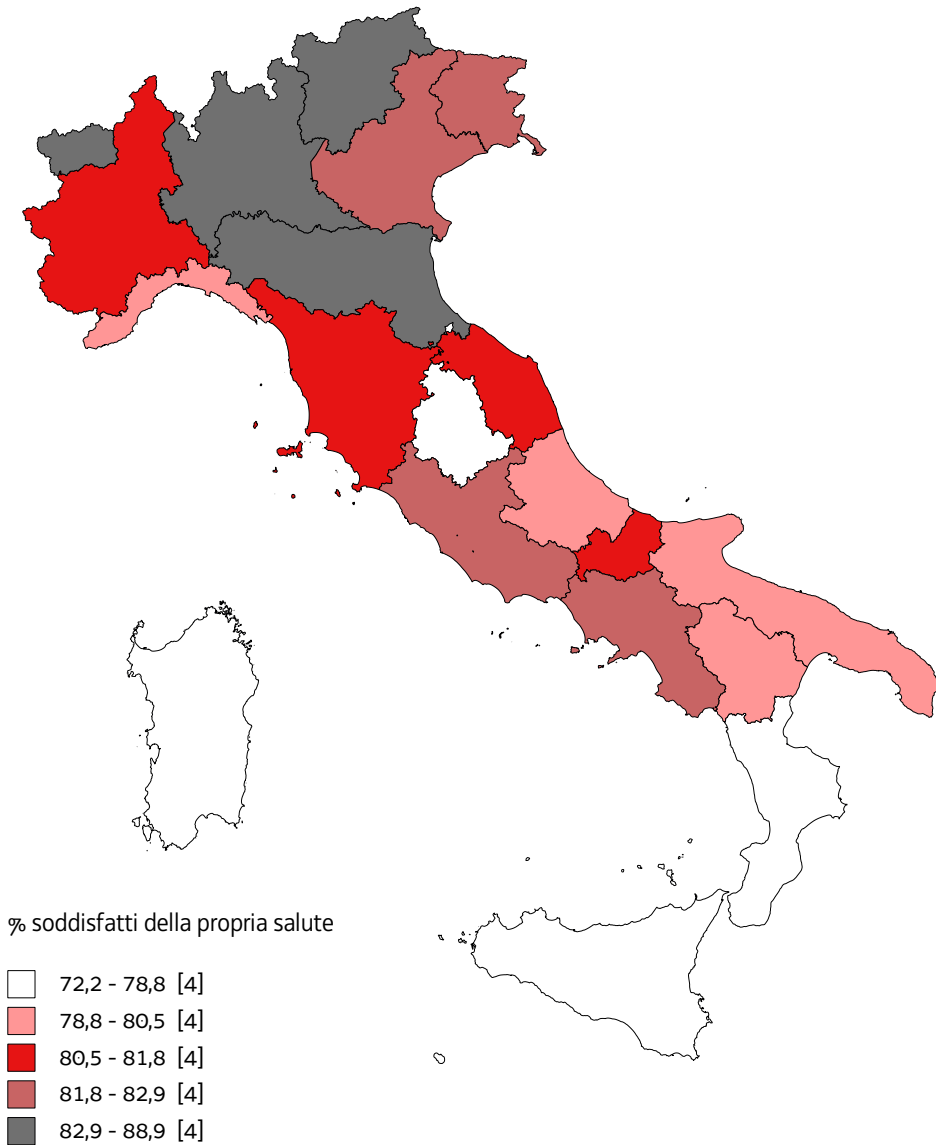 % soddisfatti della propria salute
72,2 - 78,8 [4]
78,8 - 80,5 [4]
80,5 - 81,8 [4]
81,8 - 82,9 [4]
82,9 - 88,9 [4]